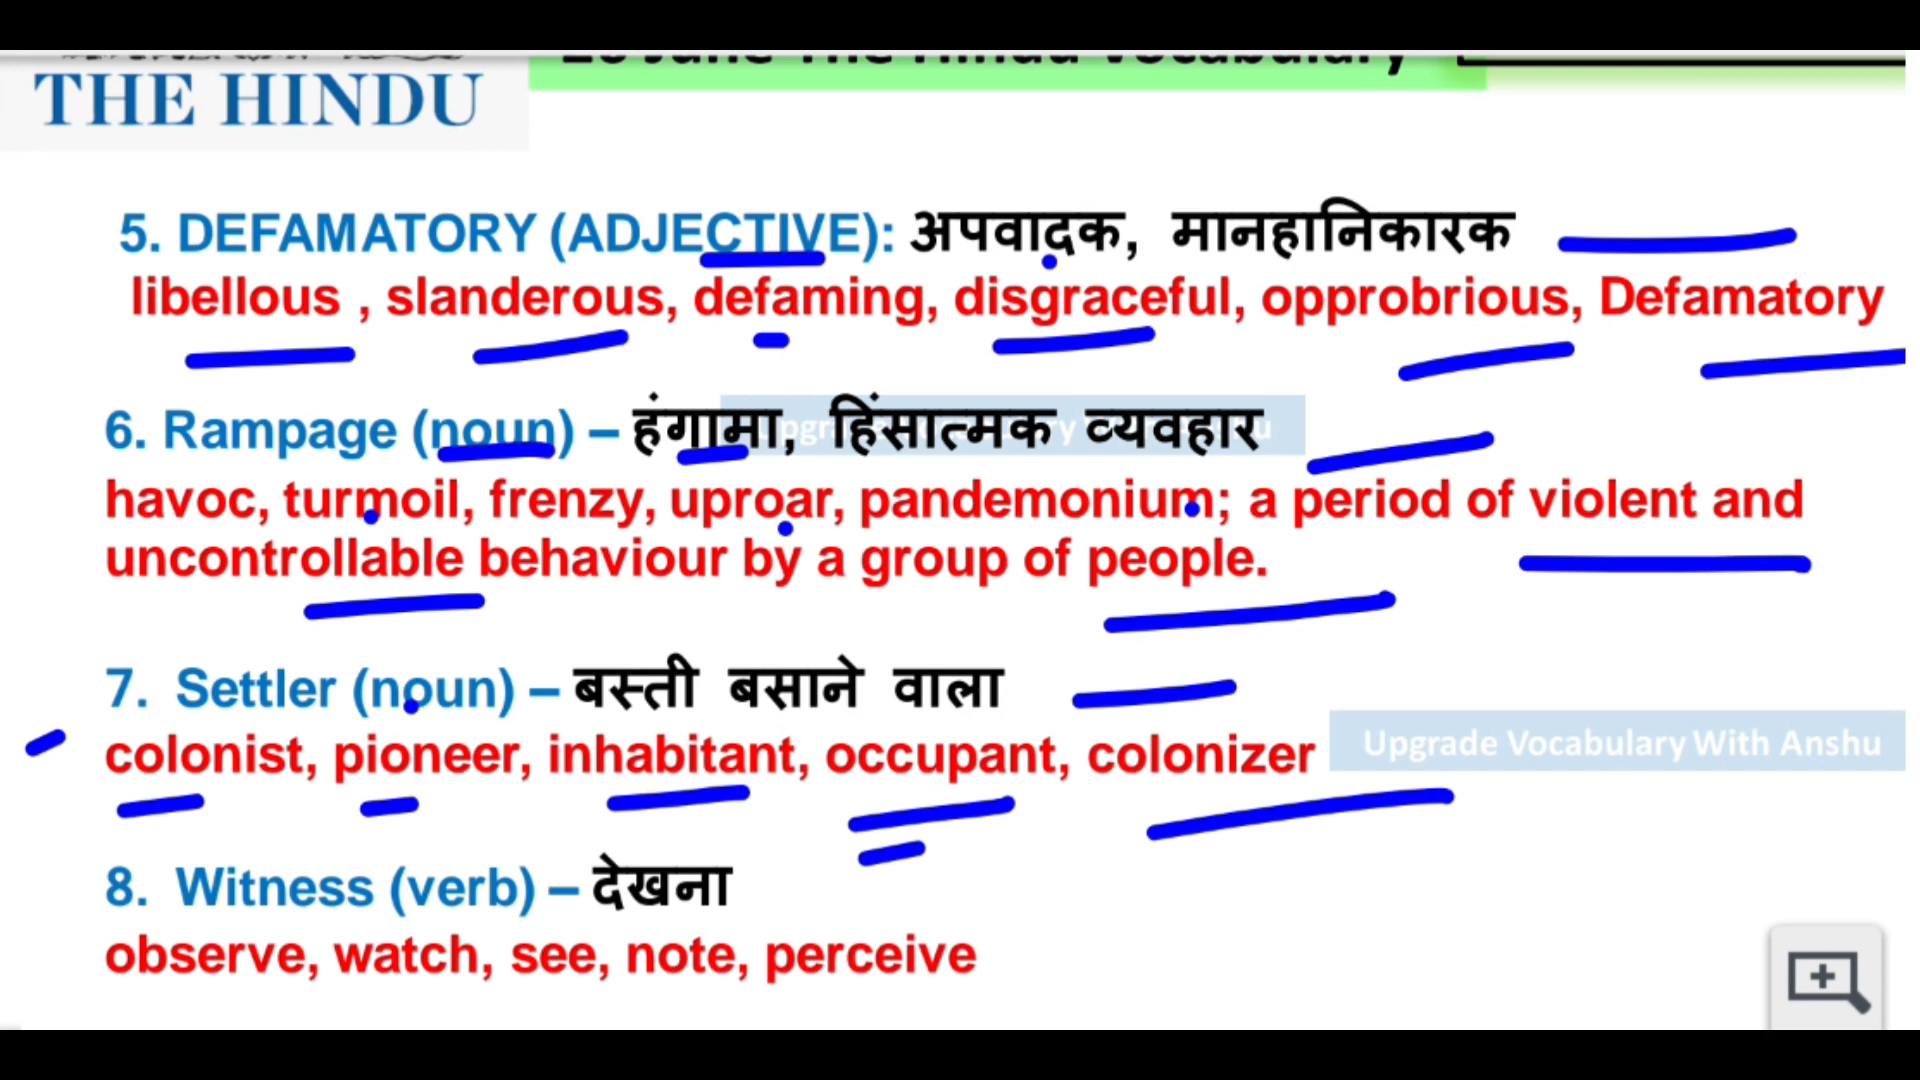 THE HINDU
The Hindu Vocabulary
5. DEFAMATORY (ADJECTIVE): अपवादक, मानहानिकारक
libellous , slanderous, defaming, disgraceful, opprobrious, Defamatory
6. Rampage (noun) – हंगामा, हिंसात्मक व्यवहार
havoc, turmoil, frenzy, uproar, pandemonium; a period of violent and
uncontrollable behaviour by a group of people.
7. Settler (noun) – बस्ती बसाने वाला
colonist, pioneer, inhabitant, occupant, colonizer
Upgrade Vocabulary With Anshu
8. Witness (verb) – देखना
observe, watch, see, note, perceive